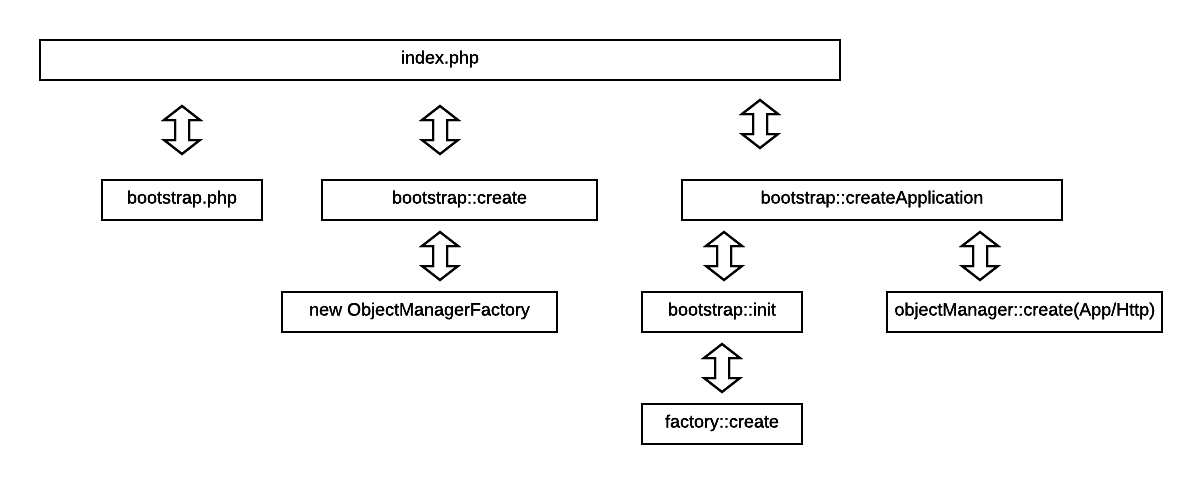 index.php
bootstrap.php
bootstrap::create
bootstrap::createApplication
new ObjectManagerFactory
bootstrap::init
objectManager::create(App/Http)
factory::create